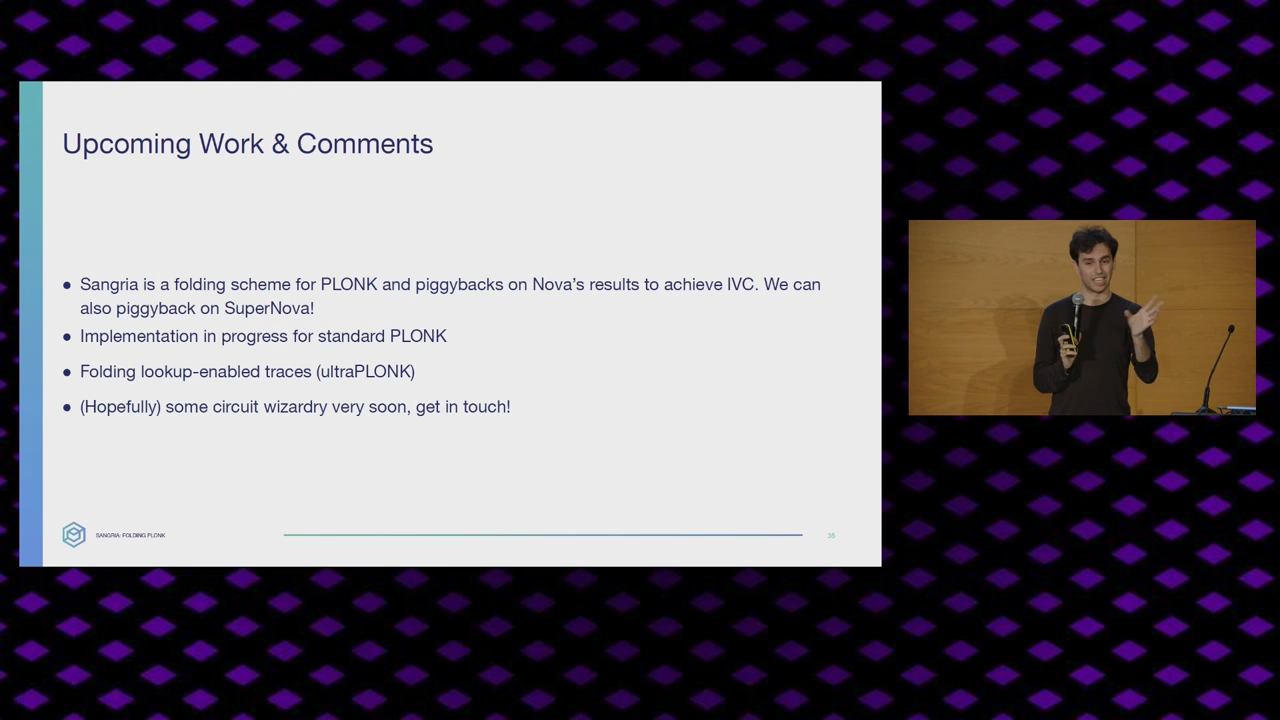 Upcoming Work & Comments
● Sangria is a folding scheme for PLONK and piggybacks on Nova’s results to achieve IVC. We can
also piggyback on SuperNova!
● Implementation in progress for standard PLONK
● Folding lookup-enabled traces (ultraPLONK)
● (Hopefully) some circuit wizardry very soon, get in touch!
SANGRIA: FOLDING PLONK
35